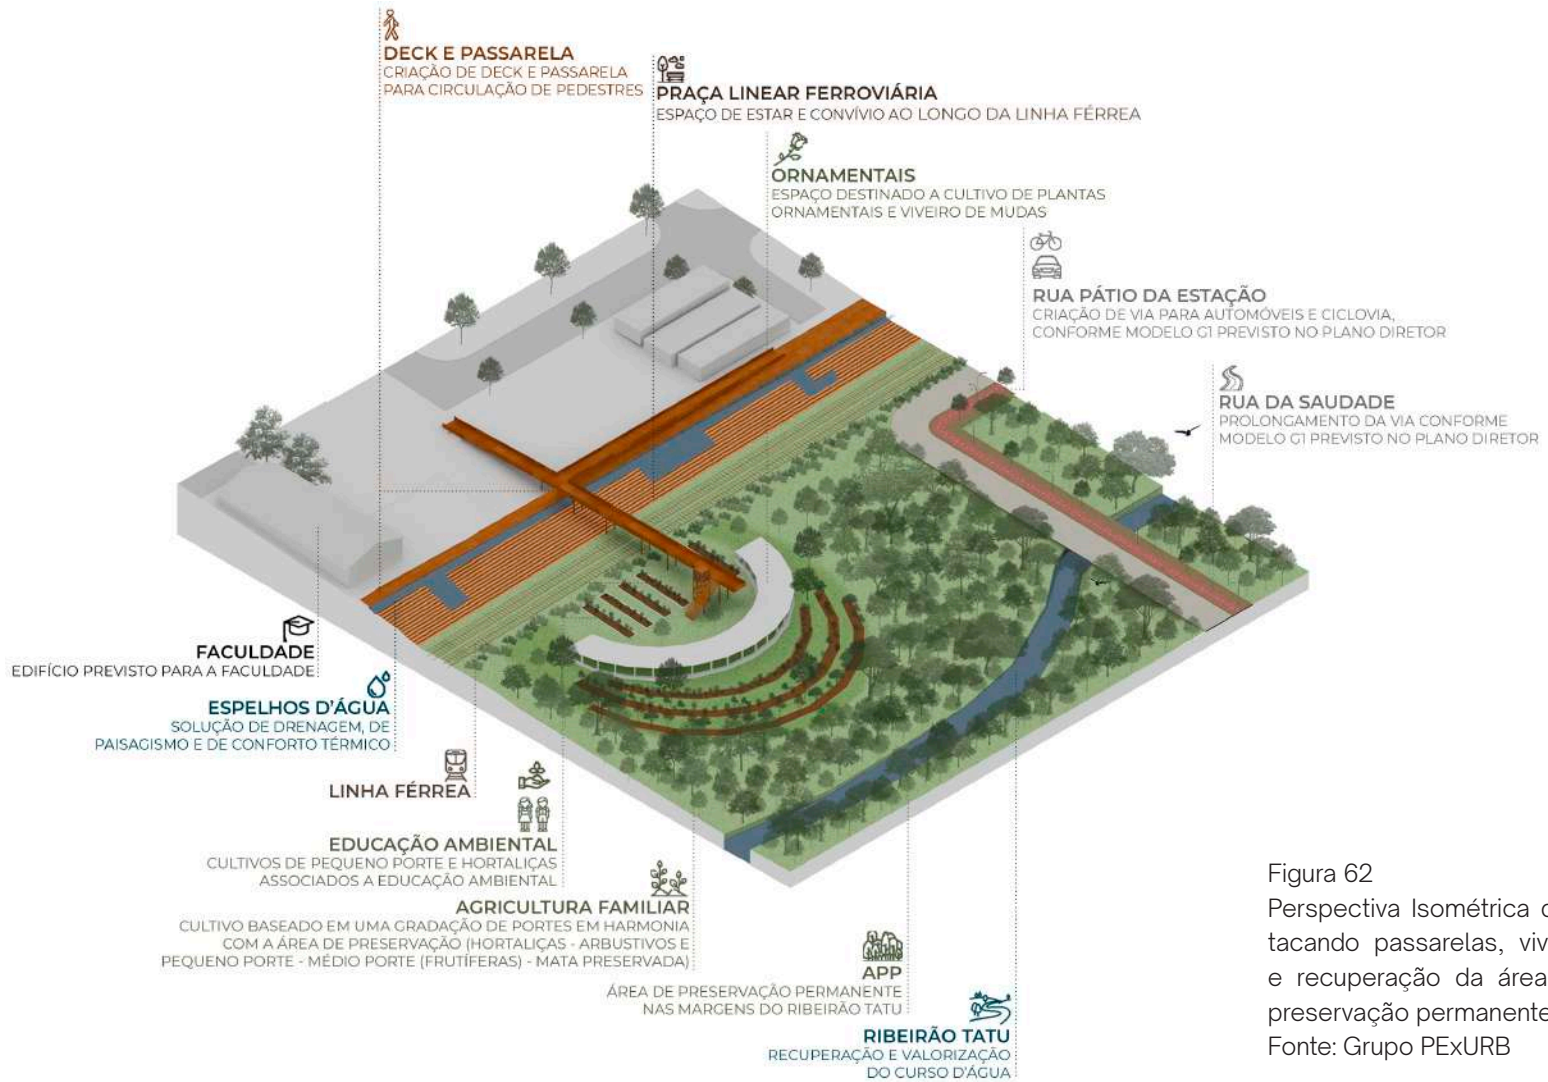 DECK E PASSARELA
CRIAÇÃO DE DECK E PASSARELA
PARA CIRCULAÇÃO DE PEDESTRES
PRAÇA LINEAR FERROVIÁRIA
ESPAÇO DE ESTAR E CONVÍVIO AO LONGO DA LINHA FÉRREA
ORNAMENTAIS
ESPAÇO DESTINADO A CULTIVO DE PLANTAS
ORNAMENTAIS E VIVEIRO DE MUDAS
RUA PÁTIO DA ESTAÇÃO
CRIAÇÃO DE VIA PARA AUTOMÓVEIS E CICLOVIA,
CONFORME MODELO G1 PREVISTO NO PLANO DIRETOR
RUA DA SAUDADE
PROLONGAMENTO DA VIA CONFORME
MODELO G1 PREVISTO NO PLANO DIRETOR
FACULDADE
EDIFÍCIO PREVISTO PARA A FACULDADE
ESPELHOS D'ÁGUA
SOLUÇÃO DE DRENAGEM, DE
PAISAGISMO E DE CONFORTO TÉRMICO
LINHA FÉRREA
EDUCAÇÃO AMBIENTAL
CULTIVOS DE PEQUENO PORTE E HORTALIÇAS
ASSOCIADOS A EDUCAÇÃO AMBIENTAL
AGRICULTURA FAMILIAR
CULTIVO BASEADO EM UMA GRADAÇÃO DE PORTES EM HARMONIA
COM A ÁREA DE PRESERVAÇÃO (HORTALIÇAS - ARBUSTIVOS E
PEQUENO PORTE - MÉDIO PORTE (FRUTÍFERAS) - MATA PRESERVADA)
APP
ÁREA DE PRESERVAÇÃO PERMANENTE
NAS MARGENS DO RIBEIRÃO TATU
RIBEIRÃO TATU
RECUPERAÇÃO E VALORIZAÇÃO
DO CURSO D'ÁGUA
Figura 62
Perspectiva Isométrica
tacando passarelas,
e recuperação da área
preservação permanente
Fonte: Grupo PExURB